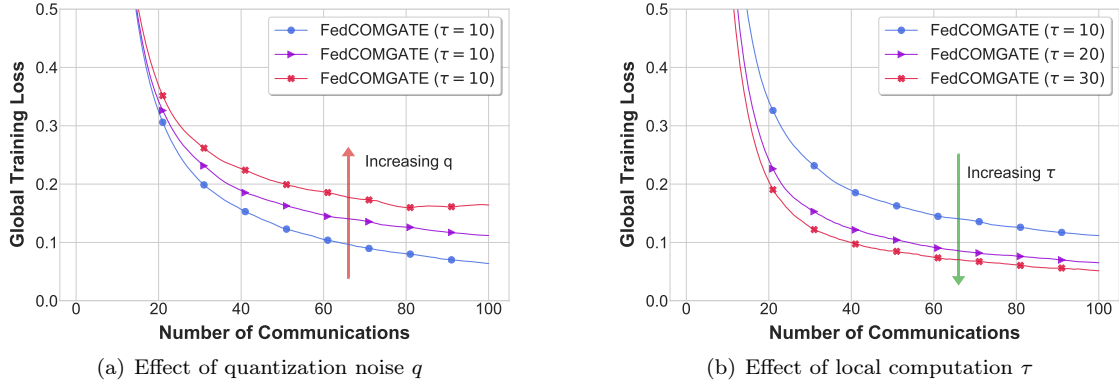 Global Training Loss
0.5
0.4
0.3
0.2
0.1
0.0
FedCOMGATE (τ = 10)
FedCOMGATE (τ = 10)
FedCOMGATE (τ = 10)
Increasing q
0 20 40 60 80 100
Number of Communications
(a) Effect of quantization noise q
Global Training Loss
0.5
0.4
0.3
0.2
0.1
0.0
FedCOMGATE (τ = 10)
FedCOMGATE (τ = 20)
FedCOMGATE (τ = 30)
Increasing τ
0 20 40 60 80 100
Number of Communications
(b) Effect of local computation τ